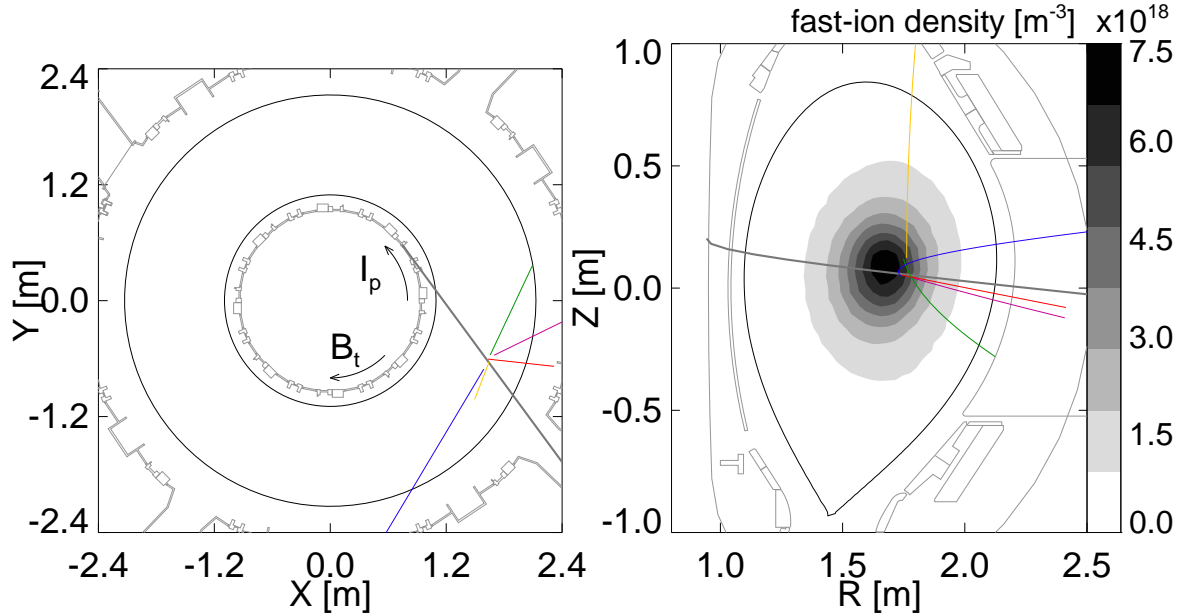 fast-ion density [m⁻³] x10¹⁸
2.4
1.2
0.0
-1.2
-2.4
Y [m]
I_p
B_t
-2.4 -1.2 0.0 1.2 2.4
X [m]
1.0
0.5
0.0
-0.5
-1.0
Z [m]
1.0 1.5 2.0 2.5
R [m]
7.5
6.0
4.5
3.0
1.5
0.0